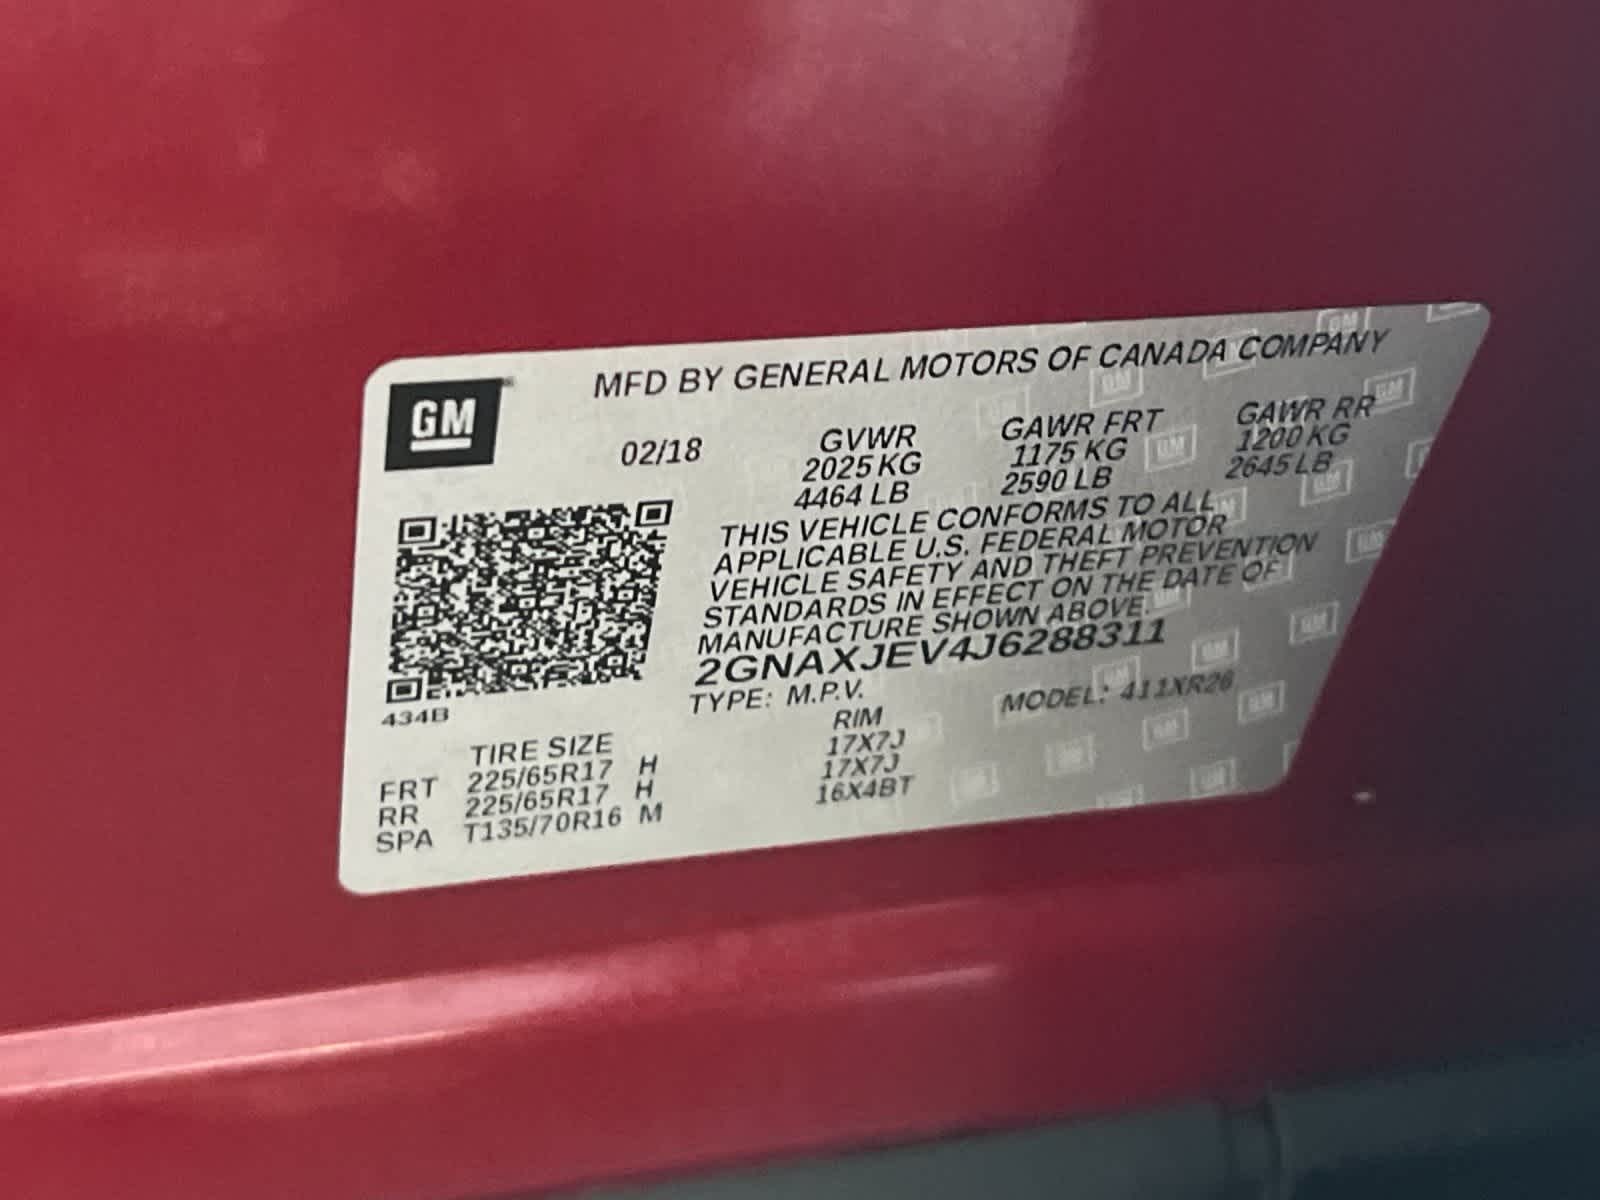 MFD BY GENERAL MOTORS OF CANADA COMPANY
GM
02/18 GVWR GAWR FRT GAWR RR
2025 KG 1175 KG 1200 KG
4464 LB 2590 LB 2645 LB
THIS VEHICLE CONFORMS TO ALL
APPLICABLE U.S. FEDERAL MOTOR
VEHICLE SAFETY AND THEFT PREVENTION
STANDARDS IN EFFECT ON THE DATE OF
MANUFACTURE SHOWN ABOVE.
2GNAXJEV4J6288311
TYPE: M.P.V. MODEL: 411XR26
434B
TIRE SIZE RIM
FRT 225/65R17 H 17X7J
RR 225/65R17 H 17X7J
SPA T135/70R16 M 16X4BT